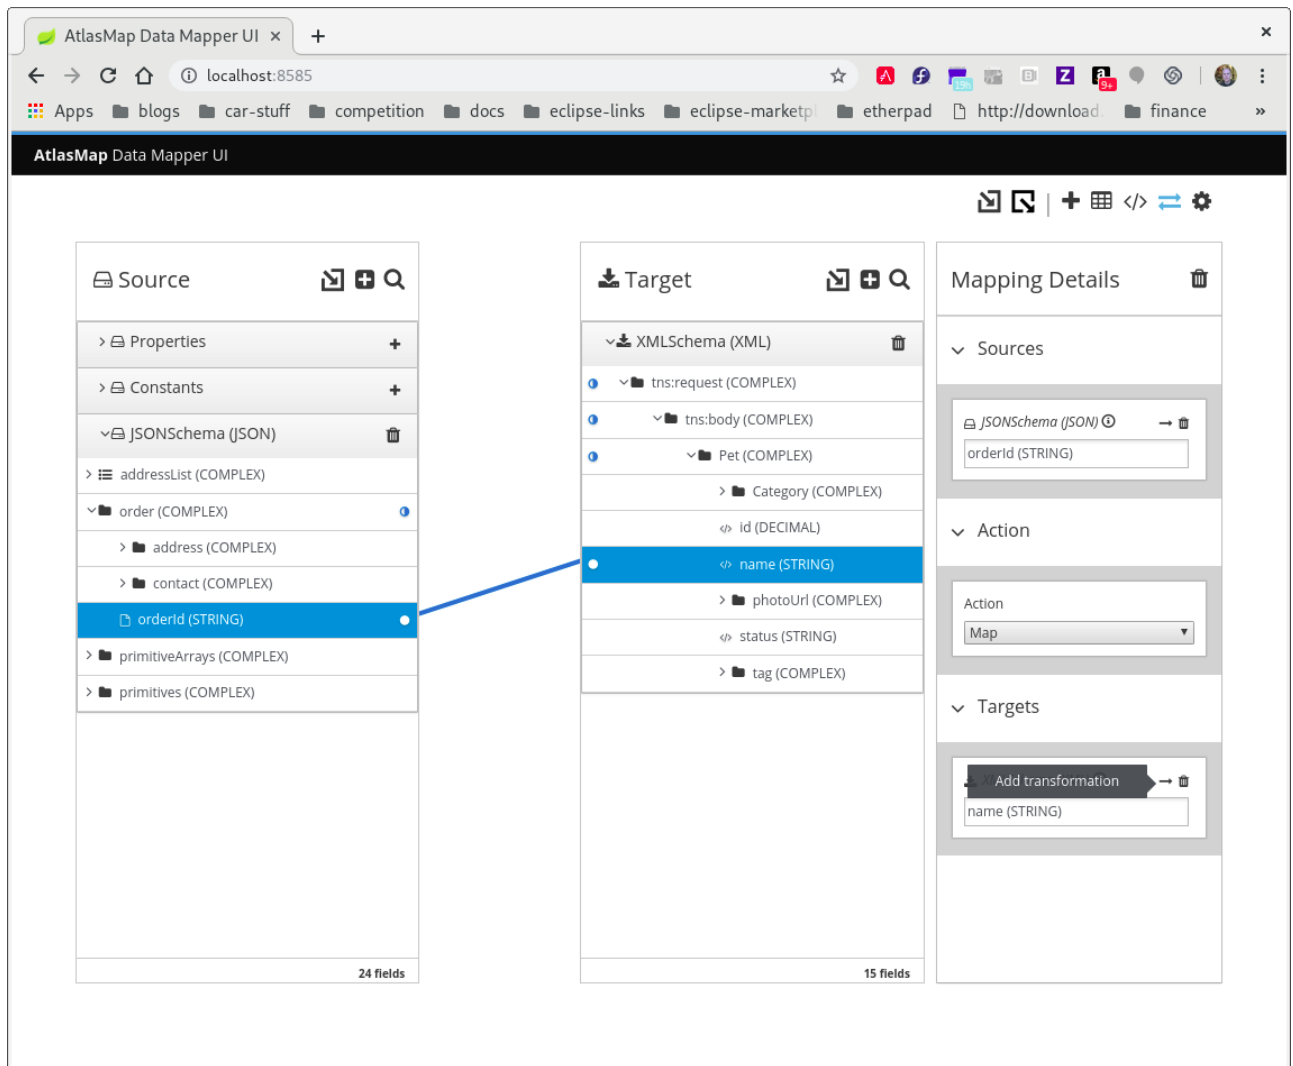 AtlasMap Data Mapper UI
localhost:8585
19h
9+
Apps blogs car-stuff competition docs eclipse-links eclipse-marketpl etherpad http://download. finance »
AtlasMap Data Mapper UI
Source
Properties
Constants
JSONSchema (JSON)
addressList (COMPLEX)
order (COMPLEX)
address (COMPLEX)
contact (COMPLEX)
orderId (STRING)
primitiveArrays (COMPLEX)
primitives (COMPLEX)
24 fields
Target
XMLSchema (XML)
tns:request (COMPLEX)
tns:body (COMPLEX)
Pet (COMPLEX)
Category (COMPLEX)
id (DECIMAL)
name (STRING)
photoUrl (COMPLEX)
status (STRING)
tag (COMPLEX)
15 fields
Mapping Details
Sources
JSONSchema (JSON)
orderId (STRING)
Action
Action
Map
Targets
Add transformation
name (STRING)